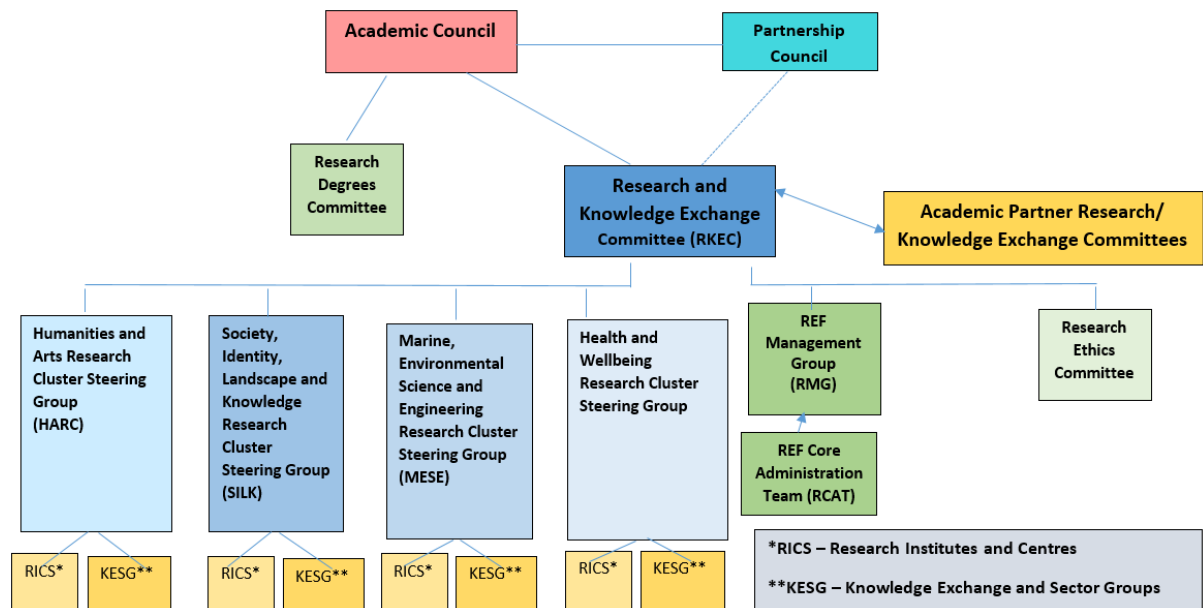 Academic Council
Partnership
Council
Research
Degrees
Committee
Research and
Knowledge Exchange
Committee (RKEC)
Academic Partner Research/
Knowledge Exchange Committees
Humanities and
Arts Research
Cluster Steering
Group
(HARC)
Society,
Identity,
Landscape and
Knowledge
Research
Cluster
Steering Group
(SILK)
Marine,
Environmental
Science and
Engineering
Research Cluster
Steering Group
(MESE)
Health and
Wellbeing
Research Cluster
Steering Group
REF
Management
Group
(RMG)
Research
Ethics
Committee
REF Core
Administration
Team (RCAT)
RICS*
KESG**
RICS*
KESG**
RICS*
KESG**
RICS*
KESG**
*RICS – Research Institutes and Centres
**KESG – Knowledge Exchange and Sector Groups